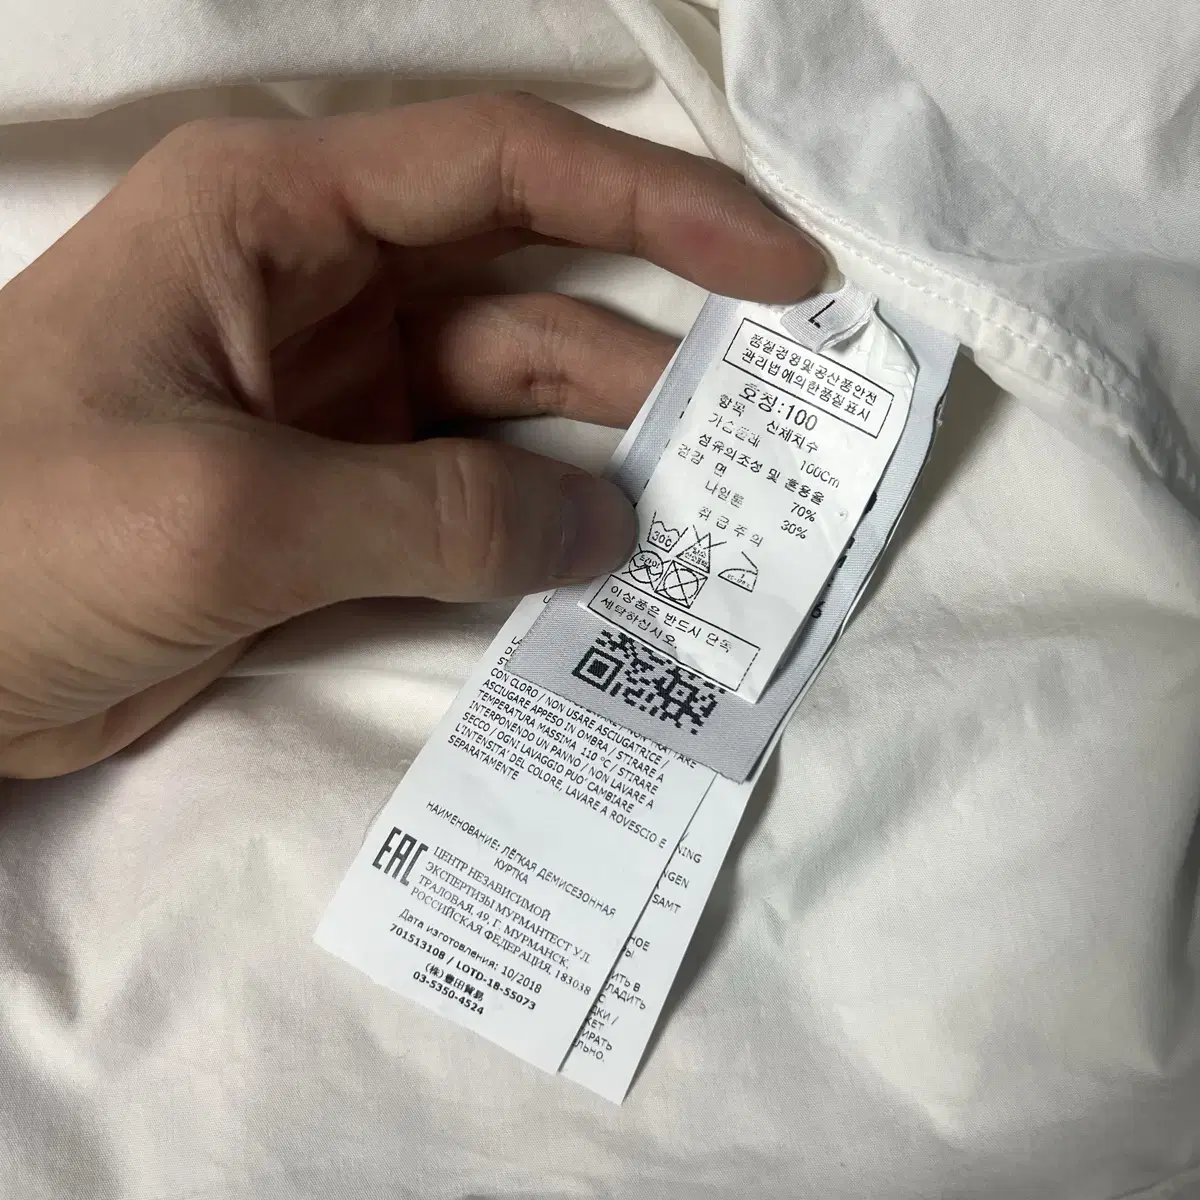 L
품질경영및공산품안전
관리법에의한품질표시
호칭:100
항목 신체치수
가슴둘레 100Cm
섬유의조성 및 혼용율
겉감 면 70%
나일론 30%
취 급 주 의
30℃
이상품은 반드시 단독
세탁하십시오
CON CLORO / NON USARE ASCIUGATRICE /
ASCIUGARE APPESO IN OMBRA / STIRARE A
TEMPERATURA MASSIMA 110 °C / STIRARE
INTERPONENDO UN PANNO / NON LAVARE A
SECCO / OGNI LAVAGGIO PUO' CAMBIARE
L'INTENSITA' DEL COLORE, LAVARE A ROVESCIO E
SEPARATAMENTE
НАИМЕНОВАНИЕ: ЛЁГКАЯ ДЕМИСЕЗОННАЯ
КУРТКА
EAC
ЦЕНТР НЕЗАВИСИМОЙ
ЭКСПЕРТИЗЫ МУРМАНТЕСТ УЛ.
ТРАЛОВАЯ, 49, Г. МУРМАНСК,
РОССИЙСКАЯ ФЕДЕРАЦИЯ, 183038
Дата изготовления: 10/2018
701513108 / LOTD-18-55073
(株)豊田貿易
03-5350-4524